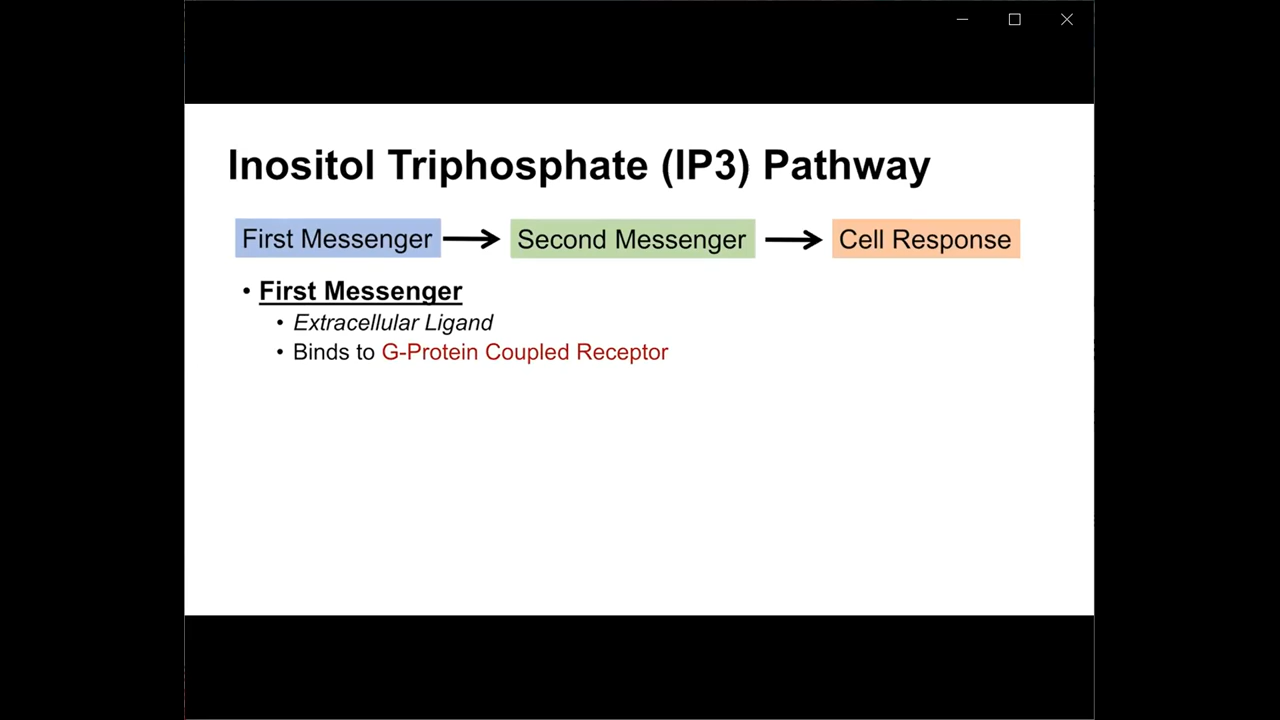 Inositol Triphosphate (IP3) Pathway
First Messenger → Second Messenger → Cell Response
• First Messenger
• Extracellular Ligand
• Binds to G-Protein Coupled Receptor